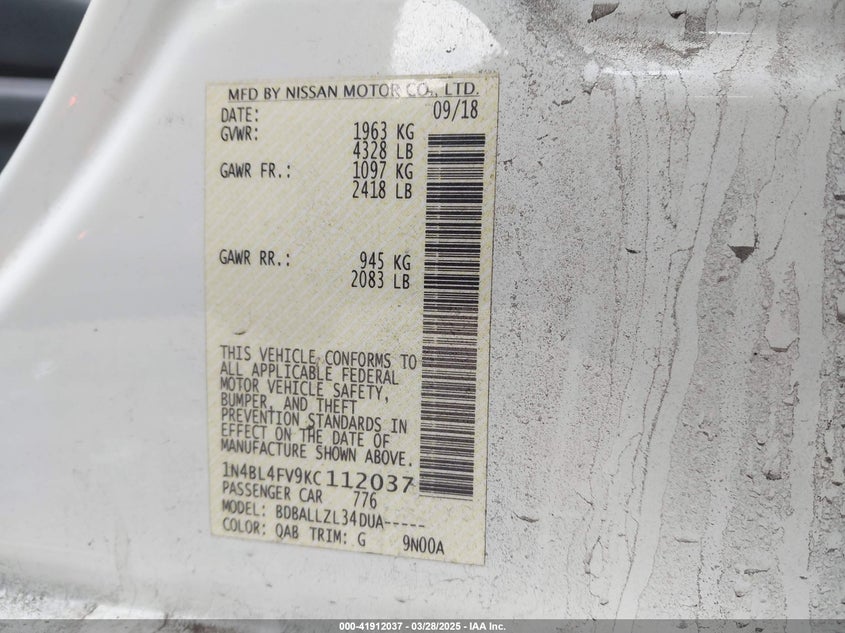 MFD BY NISSAN MOTOR CO., LTD.
DATE: 09/18
GVWR: 1963 KG
4328 LB
GAWR FR.: 1097 KG
2418 LB
GAWR RR.: 945 KG
2083 LB
THIS VEHICLE CONFORMS TO
ALL APPLICABLE FEDERAL
MOTOR VEHICLE SAFETY,
BUMPER, AND THEFT
PREVENTION STANDARDS IN
EFFECT ON THE DATE OF
MANUFACTURE SHOWN ABOVE.
1N4BL4FV9KC112037
PASSENGER CAR 776
MODEL: BDBALLZL34DUA-----
COLOR: QAB TRIM: G 9N00A
000-41912037 - 03/28/2025 - IAA Inc.